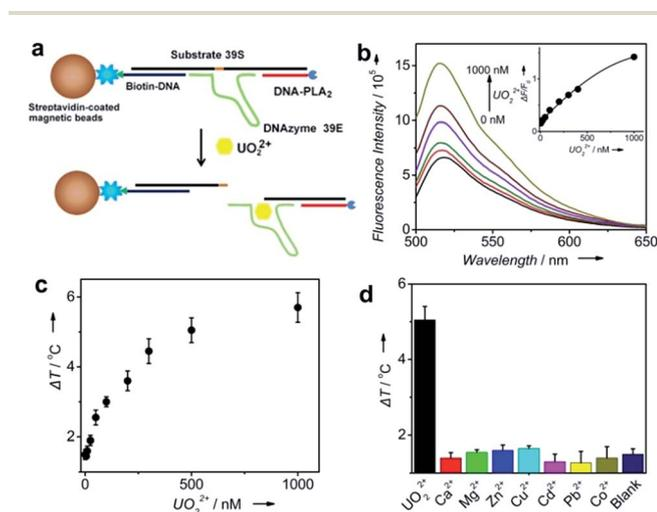 a
Substrate 39S
Biotin-DNA
DNA-PLA₂
Streptavidin-coated
magnetic beads
DNAzyme 39E
UO₂²⁺
b
Fluorescence Intensity / 10⁵
15
10
5
0
500 550 600 650
Wavelength / nm
1000 nM
UO₂²⁺
0 nM
ΔF/F₀
1
0
0 500 1000
UO₂²⁺ / nM
c
ΔT / °C
6
4
2
0 500 1000
UO₂²⁺ / nM
d
ΔT / °C
6
4
2
UO₂²⁺ Ca²⁺ Mg²⁺ Zn²⁺ Cu²⁺ Cd²⁺ Pb²⁺ Co²⁺ Blank